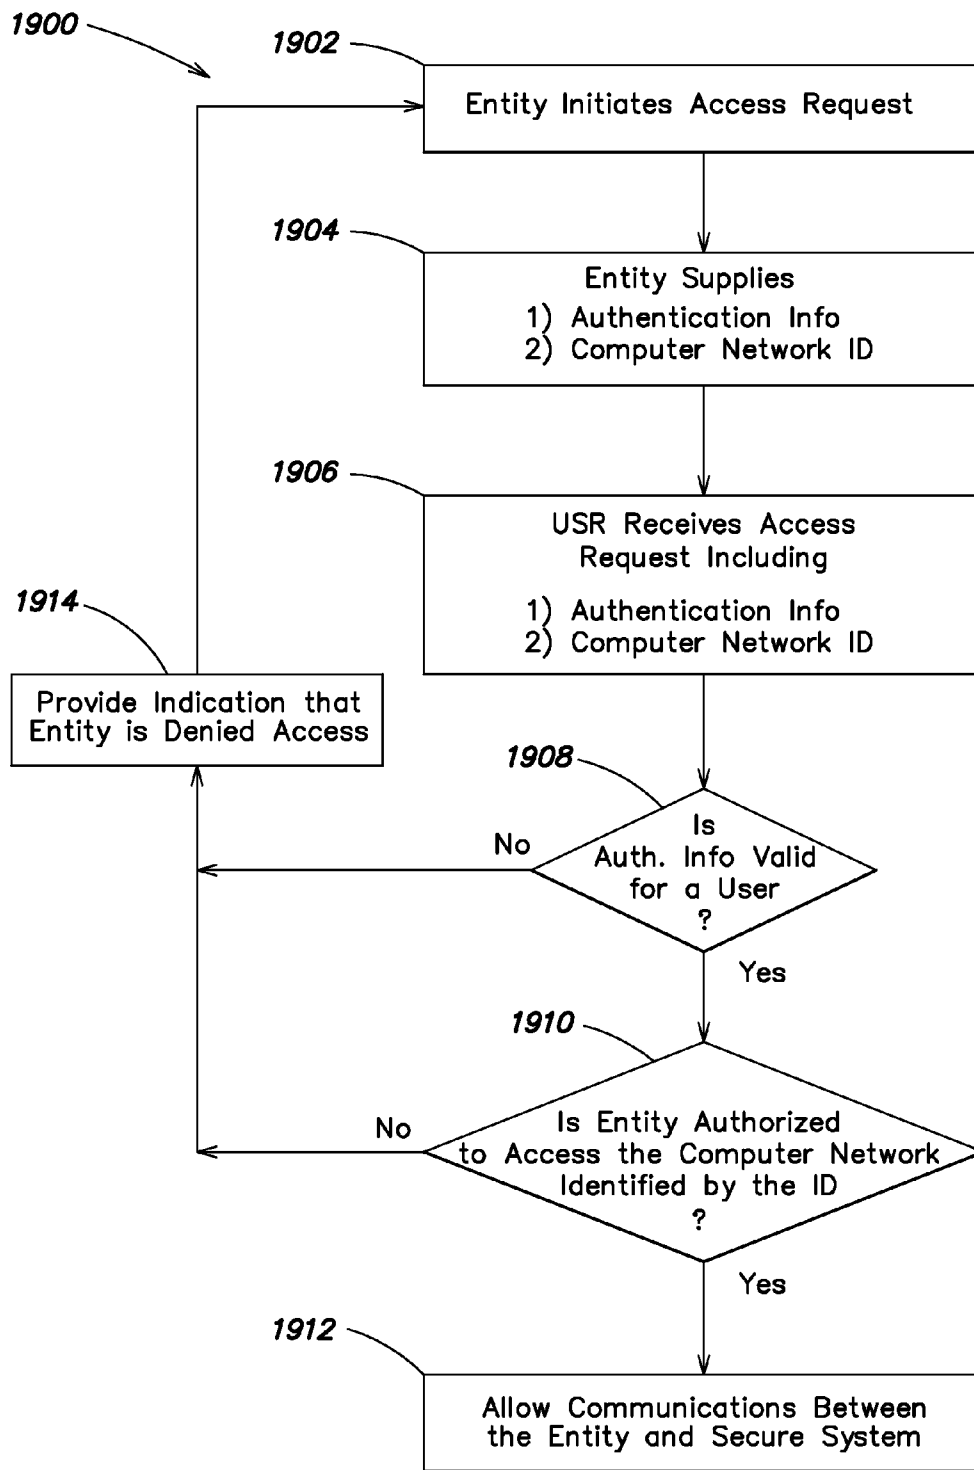 1900
1902
Entity Initiates Access Request
1904
Entity Supplies
1) Authentication Info
2) Computer Network ID
1906
USR Receives Access
Request Including
1) Authentication Info
2) Computer Network ID
1914
Provide Indication that
Entity is Denied Access
1908
Is
Auth. Info Valid
for a User
?
No
Yes
1910
Is Entity Authorized
to Access the Computer Network
Identified by the ID
?
No
Yes
1912
Allow Communications Between
the Entity and Secure System